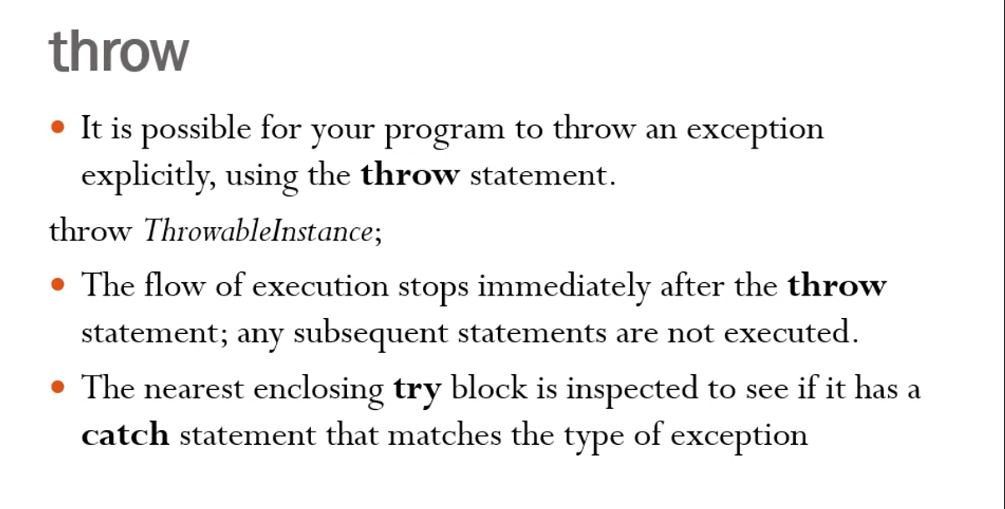 throw
• It is possible for your program to throw an exception
explicitly, using the throw statement.
throw ThrowableInstance;
• The flow of execution stops immediately after the throw
statement; any subsequent statements are not executed.
• The nearest enclosing try block is inspected to see if it has a
catch statement that matches the type of exception